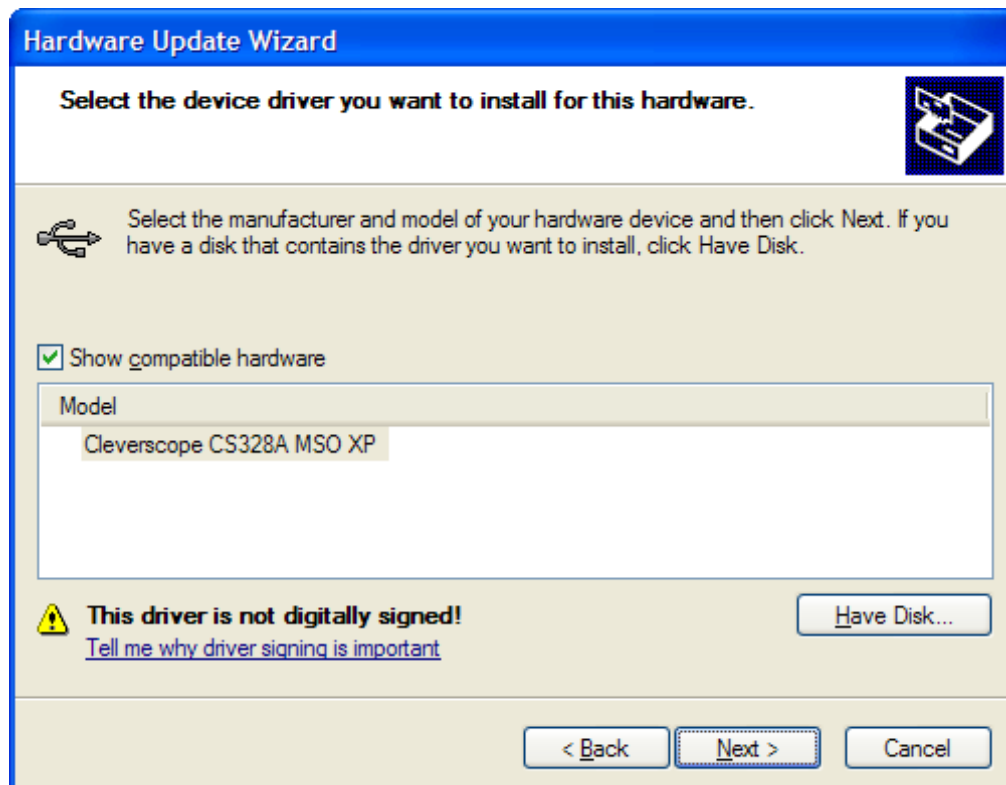 Hardware Update Wizard
Select the device driver you want to install for this hardware.
Select the manufacturer and model of your hardware device and then click Next. If you
have a disk that contains the driver you want to install, click Have Disk.
Show compatible hardware
Model
Cleverscope CS328A MSO XP
This driver is not digitally signed!
Have Disk...
Tell me why driver signing is important
< Back
Next >
Cancel